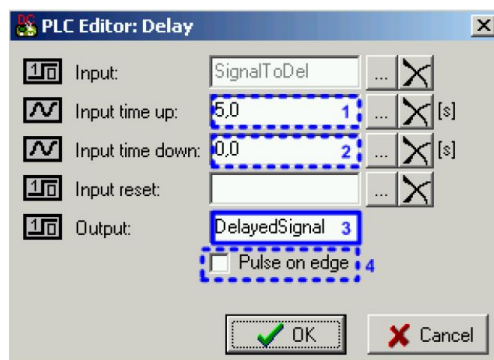 PLC Editor: Delay
Input: SignalToDel ...
Input time up: 5,0 1 ... [s]
Input time down: 0,0 2 ... [s]
Input reset: ...
Output: DelayedSignal 3
Pulse on edge 4
OK Cancel